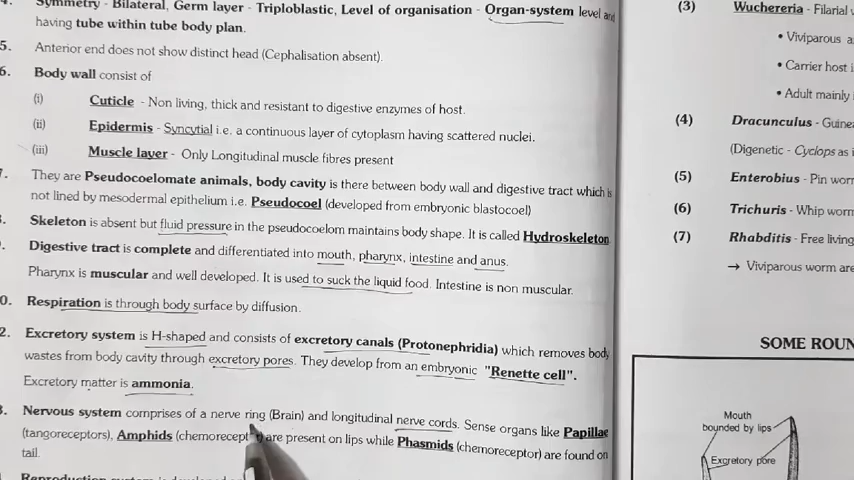 4. Symmetry - Bilateral, Germ layer - Triploblastic, Level of organisation - Organ-system level and
having tube within tube body plan.
5. Anterior end does not show distinct head (Cephalisation absent).
6. Body wall consist of
(i) Cuticle - Non living, thick and resistant to digestive enzymes of host.
(ii) Epidermis - Syncytial i.e. a continuous layer of cytoplasm having scattered nuclei.
(iii) Muscle layer - Only Longitudinal muscle fibres present
7. They are Pseudocoelomate animals, body cavity is there between body wall and digestive tract which is
not lined by mesodermal epithelium i.e. Pseudocoel (developed from embryonic blastocoel)
Skeleton is absent but fluid pressure in the pseudocoelom maintains body shape. It is called Hydroskeleton
Digestive tract is complete and differentiated into mouth, pharynx, intestine and anus.
Pharynx is muscular and well developed. It is used to suck the liquid food. Intestine is non muscular.
0. Respiration is through body surface by diffusion.
2. Excretory system is H-shaped and consists of excretory canals (Protonephridia) which removes body
wastes from body cavity through excretory pores. They develop from an embryonic "Renette cell".
Excretory matter is ammonia.
3. Nervous system comprises of a nerve ring (Brain) and longitudinal nerve cords. Sense organs like Papillae
(tangoreceptors), Amphids (chemorecept) are present on lips while Phasmids (chemoreceptor) are found on
tail.
Reproduction system is
(3) Wuchereria - Filarial
• Viviparous a
• Carrier host i
• Adult mainly
(4) Dracunculus - Guine
(Digenetic - Cyclops as i
(5) Enterobius - Pin wor
(6) Trichuris - Whip worm
(7) Rhabditis - Free living
→ Viviparous worm are
SOME ROUN
Mouth
bounded by lips
Excretory pore